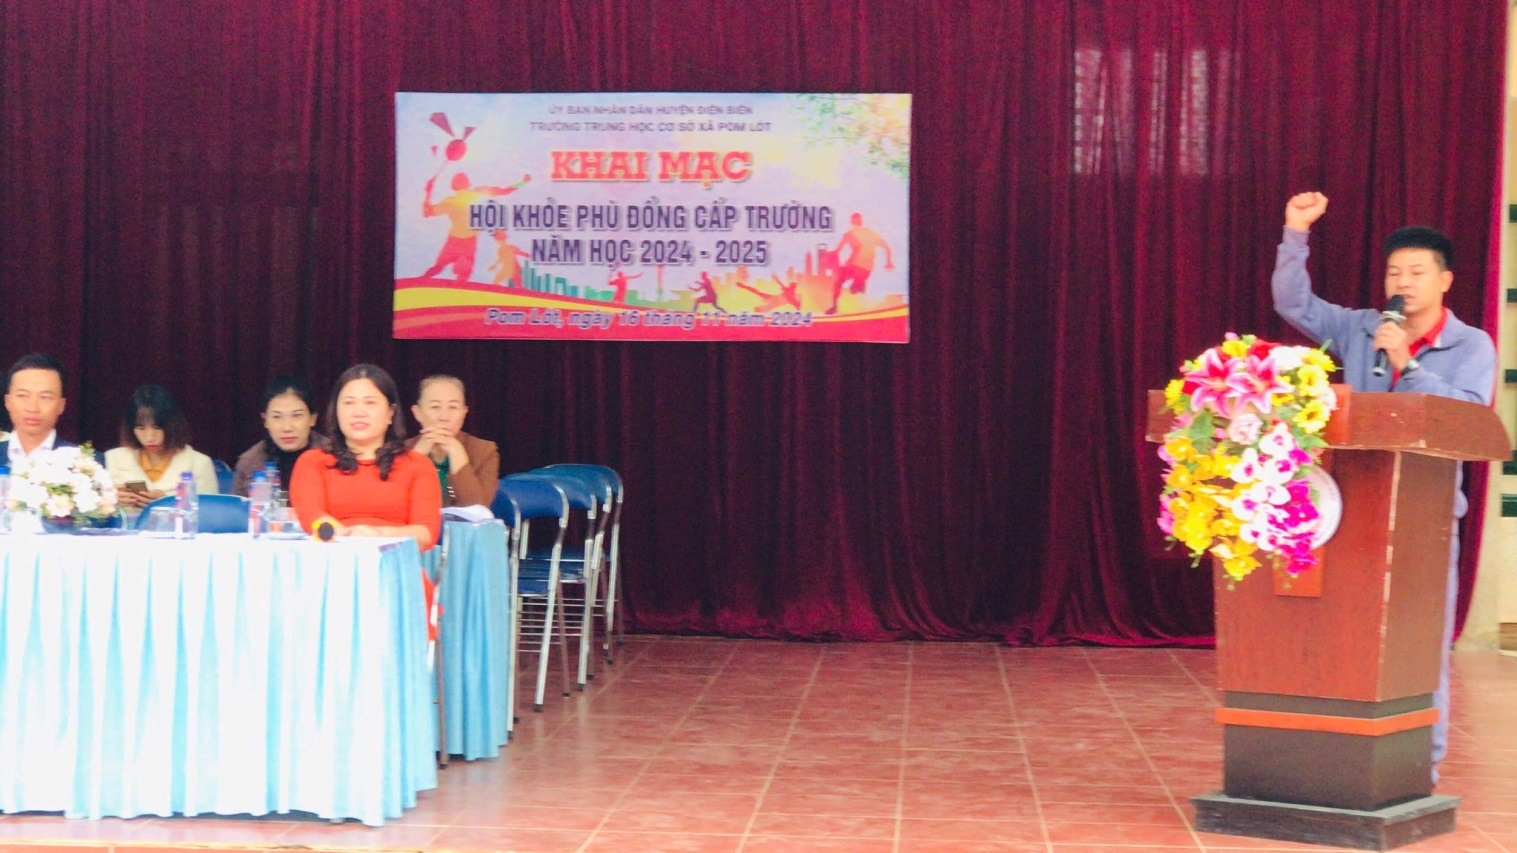 ỦY BAN NHÂN DÂN HUYỆN ĐIỆN BIÊN
TRƯỜNG TRUNG HỌC CƠ SỞ XÃ POM LÓT
KHAI MẠC
HỘI KHỎE PHÙ ĐỔNG CẤP TRƯỜNG
NĂM HỌC 2024 - 2025
Pom Lót, ngày 16 tháng 11 năm 2024